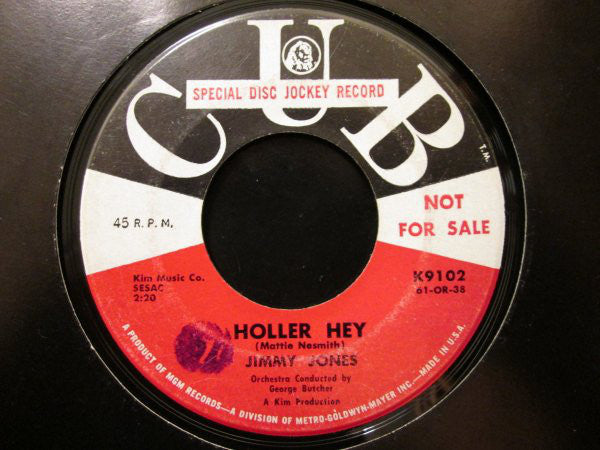 CUB
SPECIAL DISC JOCKEY RECORD
T.M.
45 R.P.M.
NOT
FOR SALE
Kim Music Co.
SESAC
2:20
K9102
61-OR-38
HOLLER HEY
(Mattie Nesmith)
JIMMY JONES
Orchestra Conducted by
George Butcher
A Kim Production
A PRODUCT OF MGM RECORDS—A DIVISION OF METRO-GOLDWYN-MAYER INC.—MADE IN U.S.A.